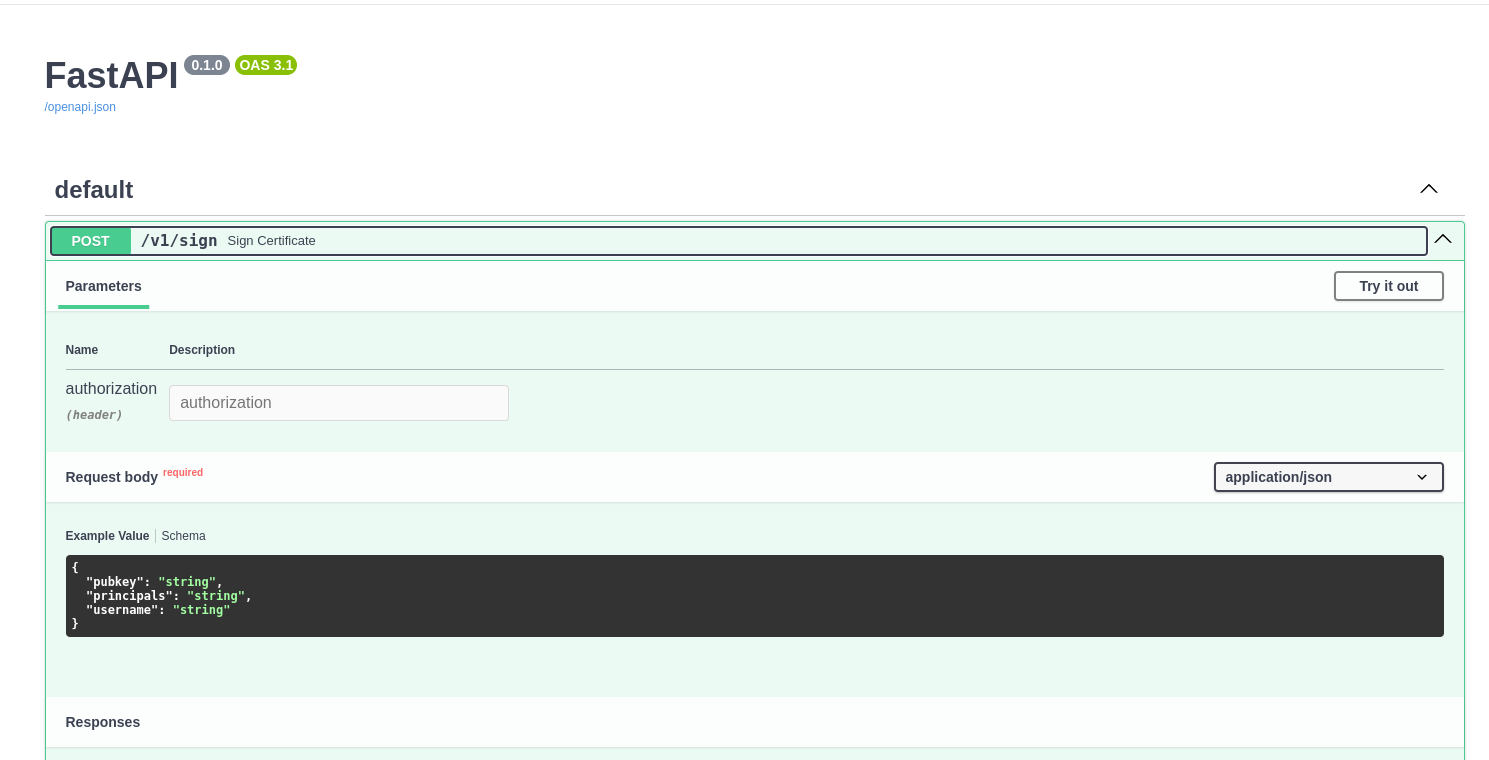 FastAPI 0.1.0 OAS 3.1
/openapi.json
default
POST /v1/sign Sign Certificate
Parameters Try it out
Name Description
authorization authorization
(header)
Request body required application/json
Example Value Schema
{
  "pubkey": "string",
  "principals": "string",
  "username": "string"
}
Responses